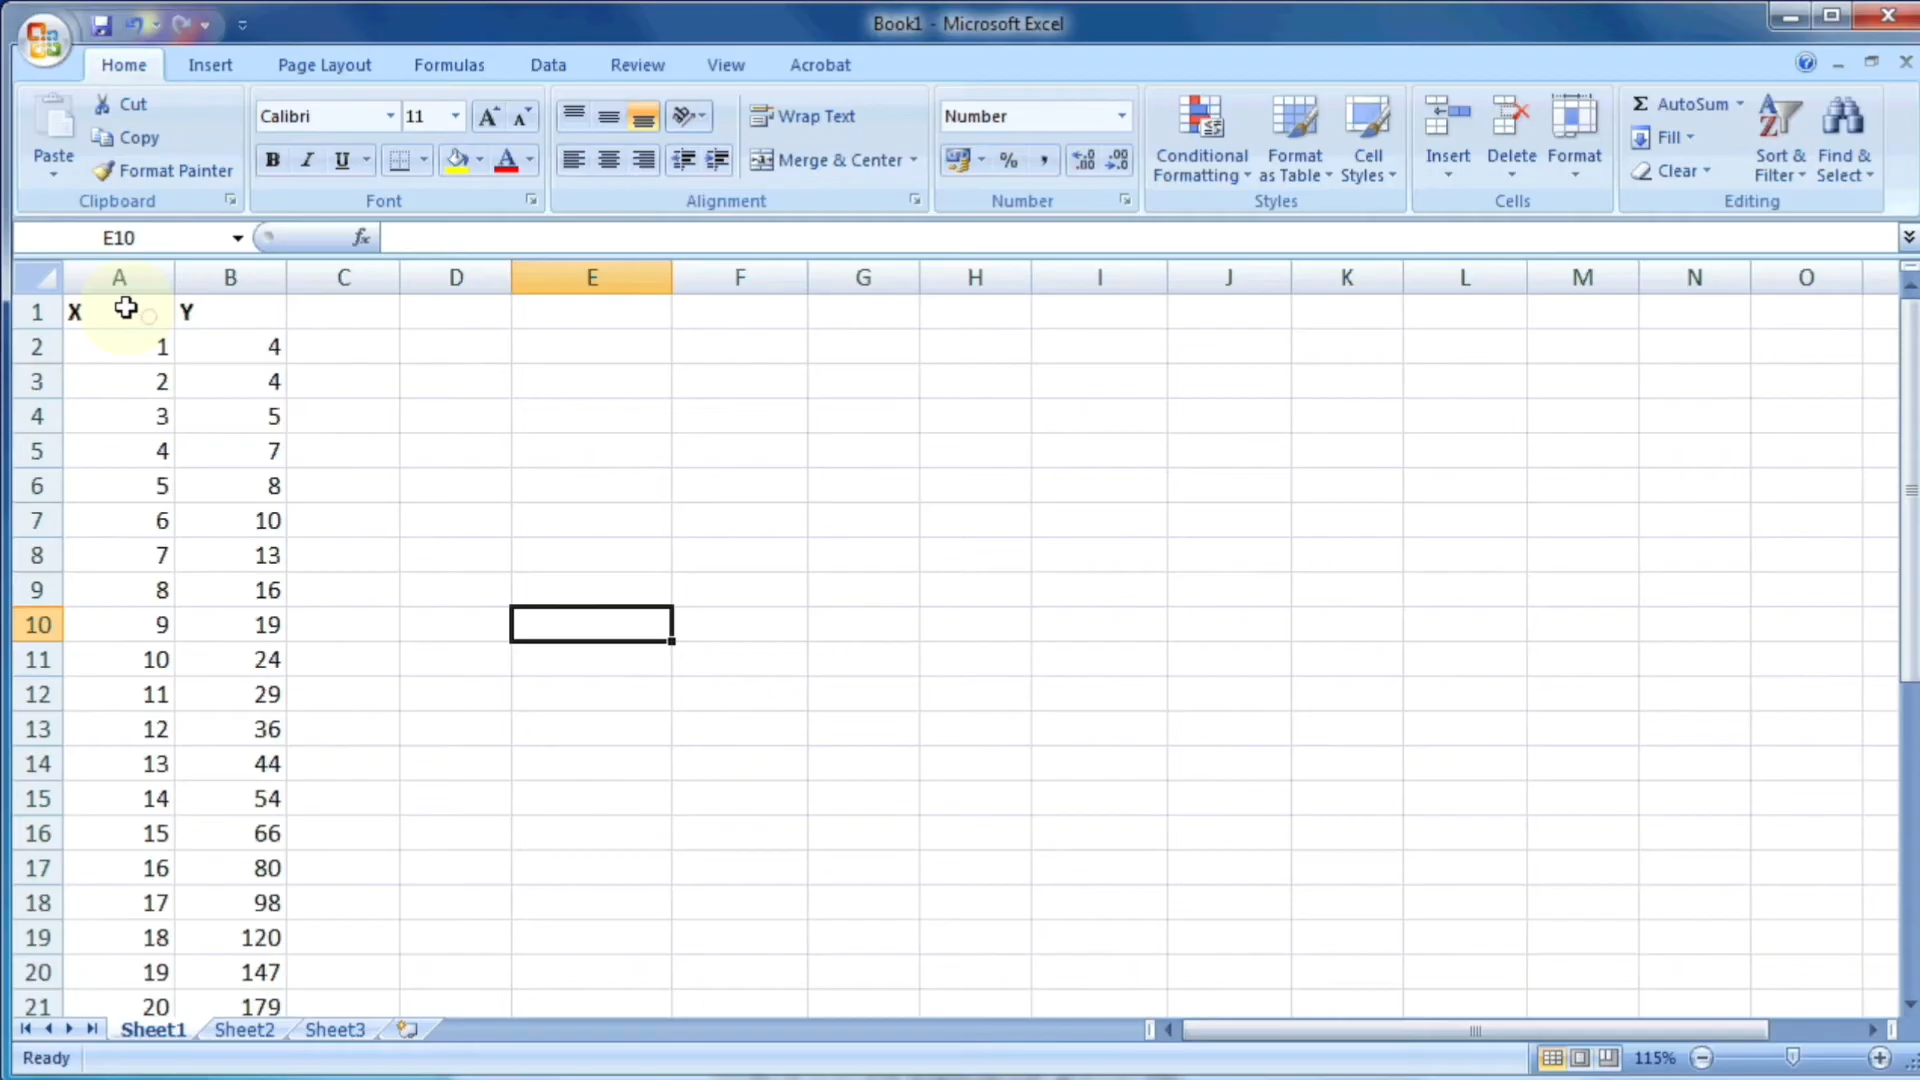 Book1 - Microsoft Excel
Home Insert Page Layout Formulas Data Review View Acrobat
Paste Cut Copy Format Painter
Calibri 11
B I U
Wrap Text
Merge & Center
Number
%
Conditional Formatting Format as Table Cell Styles
Insert Delete Format
Σ AutoSum
Fill
Clear
Sort & Filter Find & Select
Clipboard Font Alignment Number Styles Cells Editing
E10 fx
A B C D E F G H I J K L M N O
1 X Y
2 1 4
3 2 4
4 3 5
5 4 7
6 5 8
7 6 10
8 7 13
9 8 16
10 9 19
11 10 24
12 11 29
13 12 36
14 13 44
15 14 54
16 15 66
17 16 80
18 17 98
19 18 120
20 19 147
21 20 179
Sheet1 Sheet2 Sheet3
Ready 115%